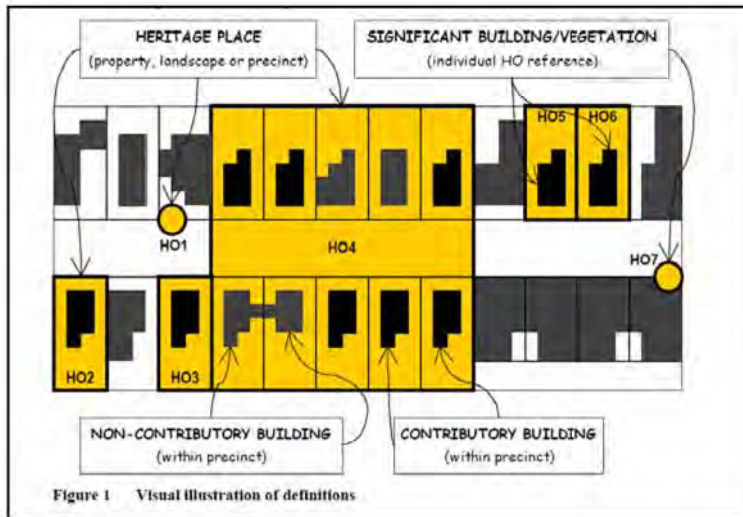 HERITAGE PLACE
(property, landscape or precinct)
SIGNIFICANT BUILDING/VEGETATION
(individual HO reference)
HO5
HO6
HO1
HO4
HO7
HO2
HO3
NON-CONTRIBUTORY BUILDING
(within precinct)
CONTRIBUTORY BUILDING
(within precinct)
Figure 1 Visual illustration of definitions